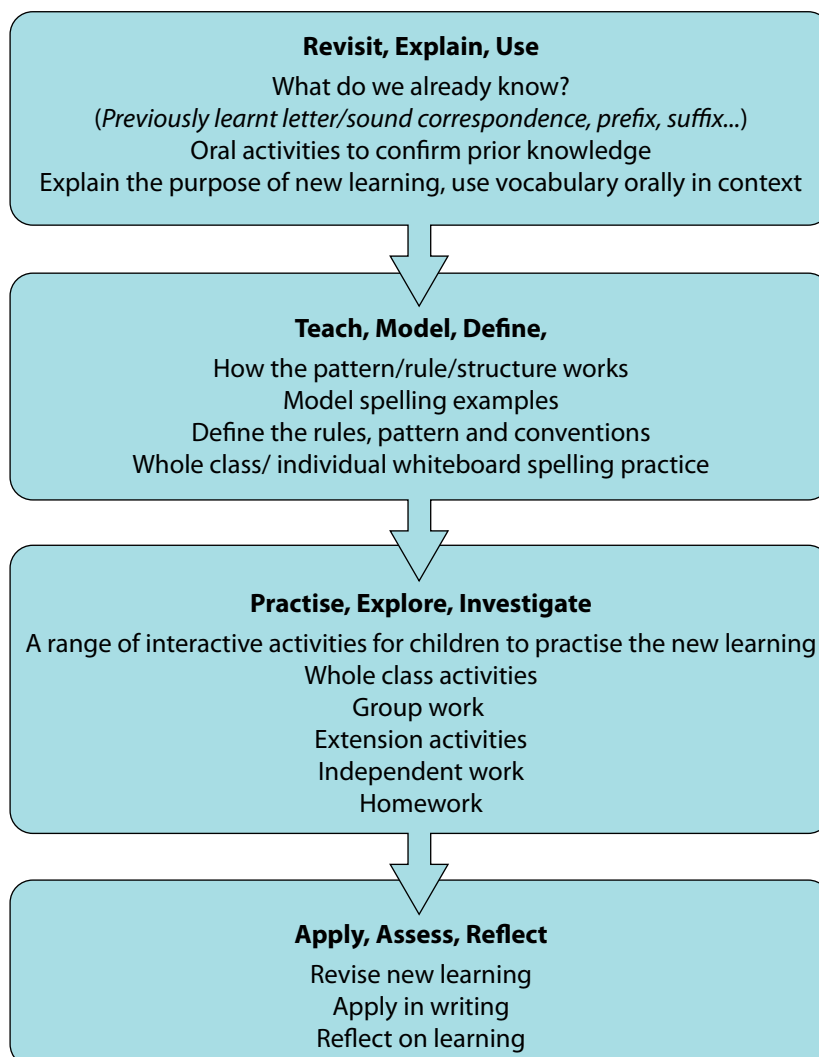 Revisit, Explain, Use
What do we already know?
(Previously learnt letter/sound correspondence, prefix, suffix...)
Oral activities to confirm prior knowledge
Explain the purpose of new learning, use vocabulary orally in context
Teach, Model, Define,
How the pattern/rule/structure works
Model spelling examples
Define the rules, pattern and conventions
Whole class/ individual whiteboard spelling practice
Practise, Explore, Investigate
A range of interactive activities for children to practise the new learning
Whole class activities
Group work
Extension activities
Independent work
Homework
Apply, Assess, Reflect
Revise new learning
Apply in writing
Reflect on learning